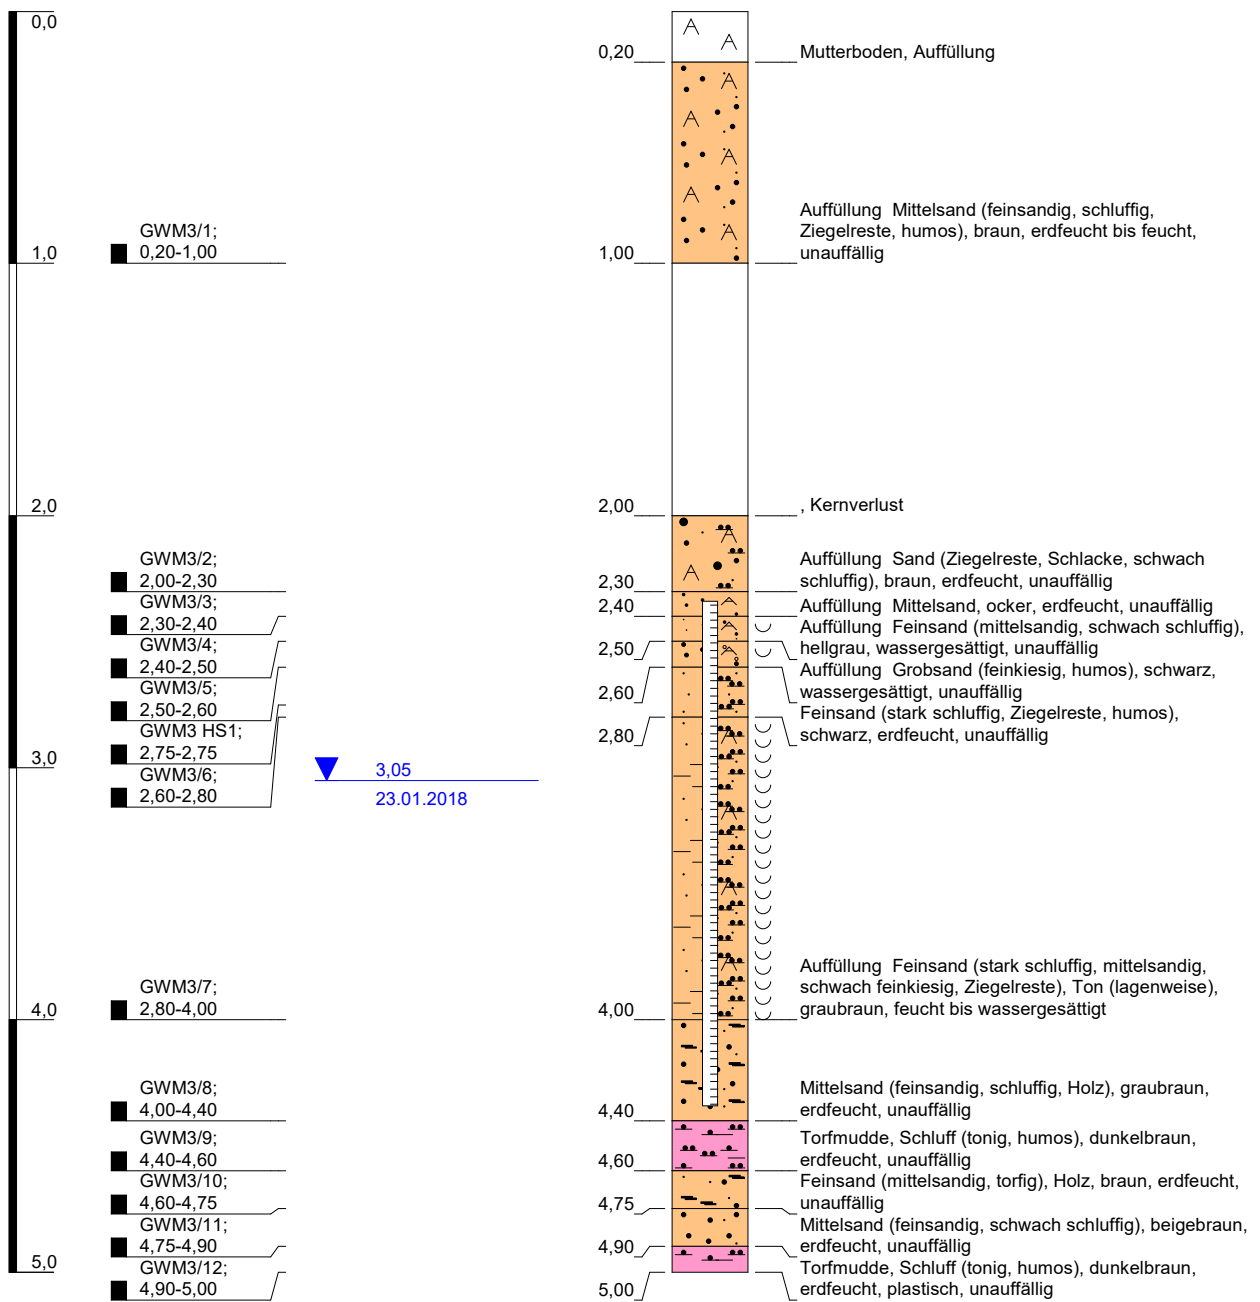 0,0
1,0
2,0
3,0
4,0
5,0
GWM3/1;
0,20-1,00
GWM3/2;
2,00-2,30
GWM3/3;
2,30-2,40
GWM3/4;
2,40-2,50
GWM3/5;
2,50-2,60
GWM3 HS1;
2,75-2,75
GWM3/6;
2,60-2,80
GWM3/7;
2,80-4,00
GWM3/8;
4,00-4,40
GWM3/9;
4,40-4,60
GWM3/10;
4,60-4,75
GWM3/11;
4,75-4,90
GWM3/12;
4,90-5,00
3,05
23.01.2018
0,20
Mutterboden, Auffüllung
1,00
Auffüllung Mittelsand (feinsandig, schluffig,
Ziegelreste, humos), braun, erdfeucht bis feucht,
unauffällig
2,00
, Kernverlust
2,30
Auffüllung Sand (Ziegelreste, Schlacke, schwach
schluffig), braun, erdfeucht, unauffällig
2,40
Auffüllung Mittelsand, ocker, erdfeucht, unauffällig
2,50
Auffüllung Feinsand (mittelsandig, schwach schluffig),
hellgrau, wassergesättigt, unauffällig
2,60
Auffüllung Grobsand (feinkiesig, humos), schwarz,
wassergesättigt, unauffällig
2,80
Feinsand (stark schluffig, Ziegelreste, humos),
schwarz, erdfeucht, unauffällig
4,00
Auffüllung Feinsand (stark schluffig, mittelsandig,
schwach feinkiesig, Ziegelreste), Ton (lagenweise),
graubraun, feucht bis wassergesättigt
4,40
Mittelsand (feinsandig, schluffig, Holz), graubraun,
erdfeucht, unauffällig
4,60
Torfmudde, Schluff (tonig, humos), dunkelbraun,
erdfeucht, unauffällig
4,75
Feinsand (mittelsandig, torfig), Holz, braun, erdfeucht,
unauffällig
4,90
Mittelsand (feinsandig, schwach schluffig), beigebraun,
erdfeucht, unauffällig
5,00
Torfmudde, Schluff (tonig, humos), dunkelbraun,
erdfeucht, plastisch, unauffällig